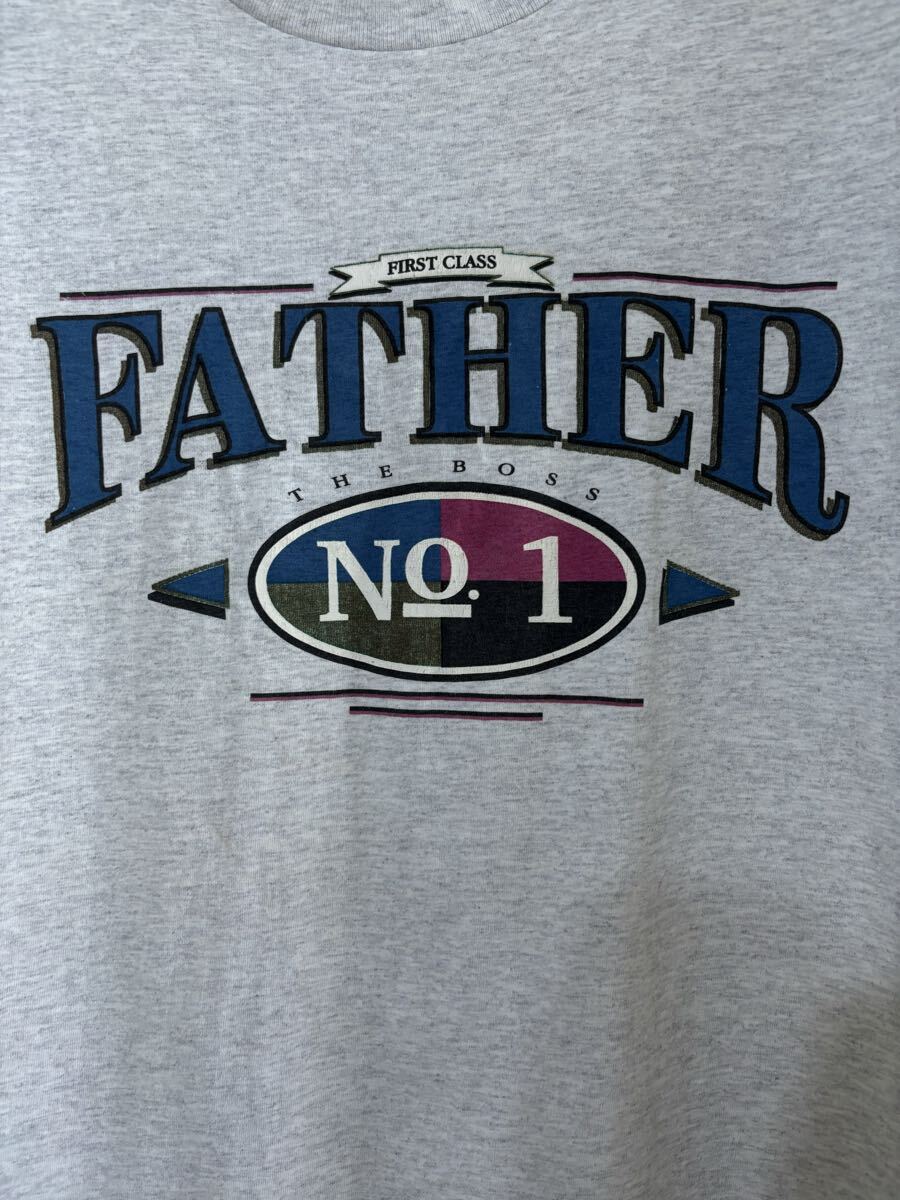 FIRST CLASS
FATHER
THE BOSS
No. 1